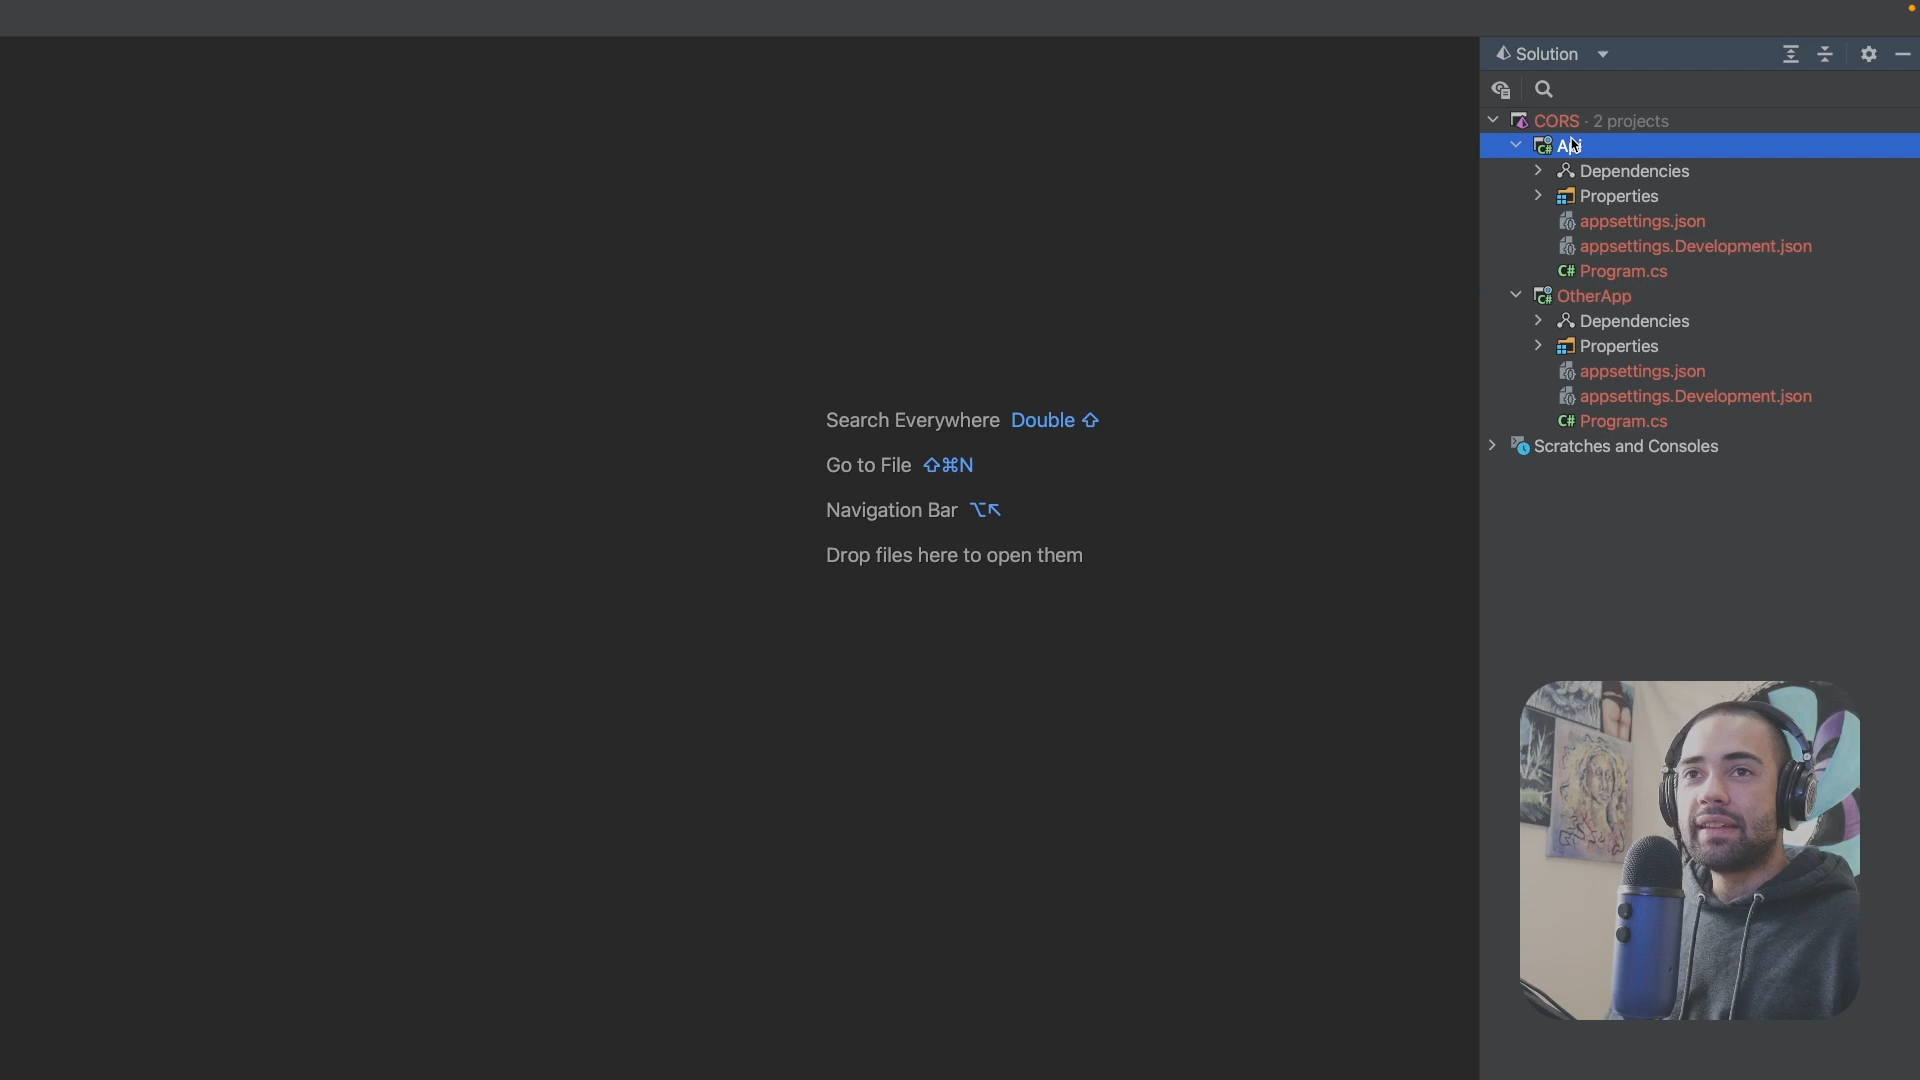 Solution
CORS · 2 projects
Api
Dependencies
Properties
appsettings.json
appsettings.Development.json
C# Program.cs
OtherApp
Dependencies
Properties
appsettings.json
appsettings.Development.json
C# Program.cs
Scratches and Consoles
Search Everywhere Double ⇧
Go to File ⇧⌘N
Navigation Bar ⌥↖
Drop files here to open them